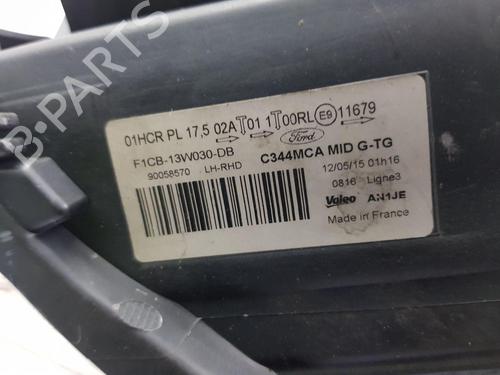 B-PARTS
01HCR PL 17,5 02A T 01 1 T 00RL E9 11679
Ford
F1CB-13W030-DB C344MCA MID G-TG
90058570 LH-RHD 12/05/15 01h16
0816 Ligne3
Valeo AN1JE
Made in France